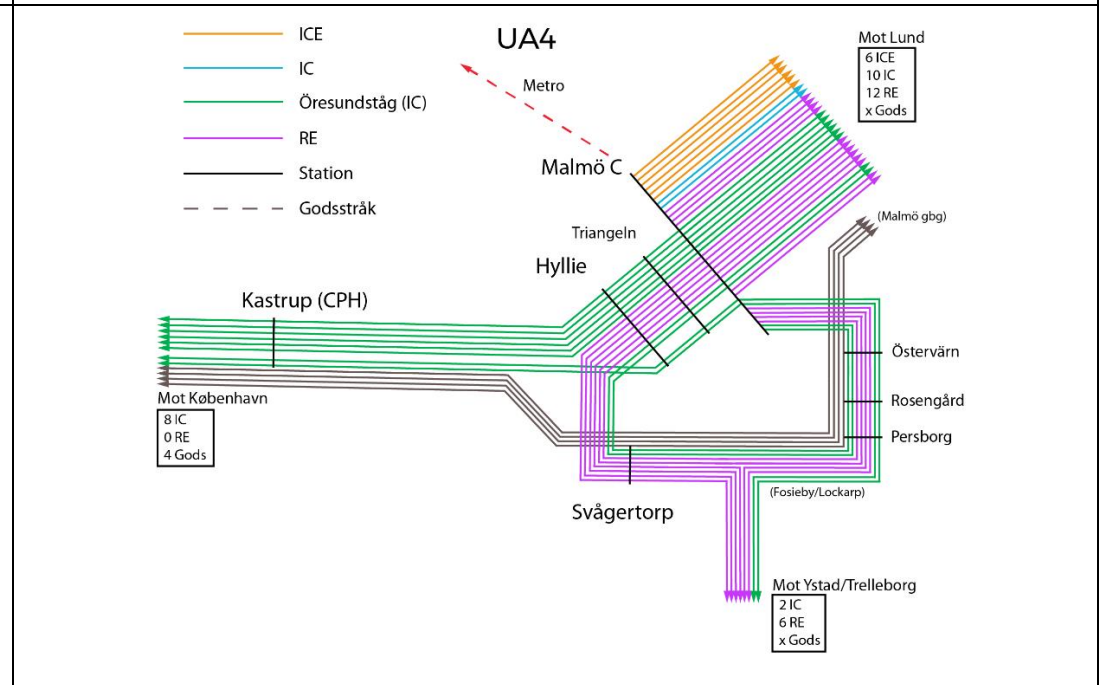 UA4
ICE
IC
Öresundståg (IC)
RE
Station
Godsstråk
Metro
Mot Lund
6 ICE
10 IC
12 RE
x Gods
Malmö C
Triangeln
Hyllie
(Malmö gbg)
Kastrup (CPH)
Östervärn
Rosengård
Persborg
Mot København
8 IC
0 RE
4 Gods
(Fosieby/Lockarp)
Svågertorp
Mot Ystad/Trelleborg
2 IC
6 RE
x Gods